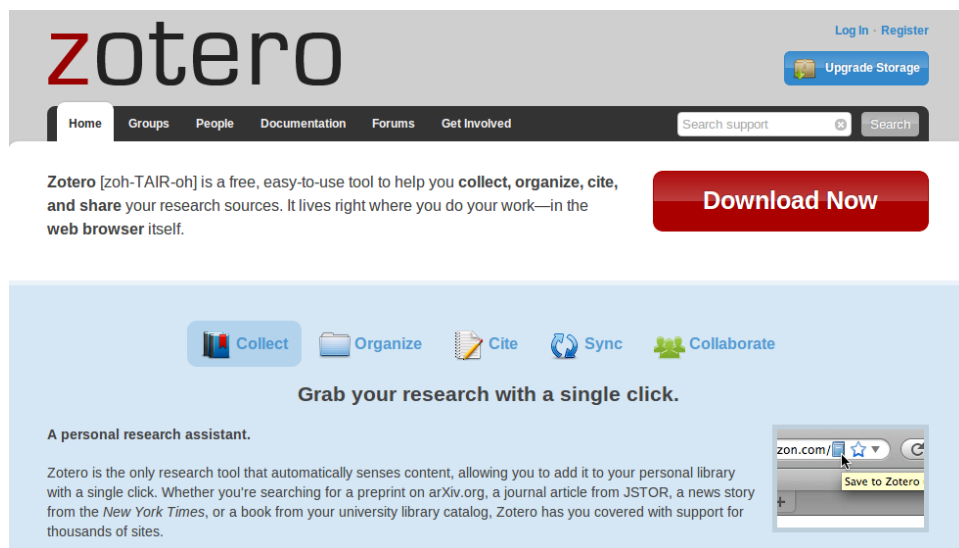 zotero
Log In · Register
Upgrade Storage
Home Groups People Documentation Forums Get Involved
Search support
Search
Zotero [zoh-TAIR-oh] is a free, easy-to-use tool to help you collect, organize, cite,
and share your research sources. It lives right where you do your work—in the
web browser itself.
Download Now
Collect Organize Cite Sync Collaborate
Grab your research with a single click.
A personal research assistant.
Zotero is the only research tool that automatically senses content, allowing you to add it to your personal library
with a single click. Whether you're searching for a preprint on arXiv.org, a journal article from JSTOR, a news story
from the New York Times, or a book from your university library catalog, Zotero has you covered with support for
thousands of sites.
zon.com/
Save to Zotero